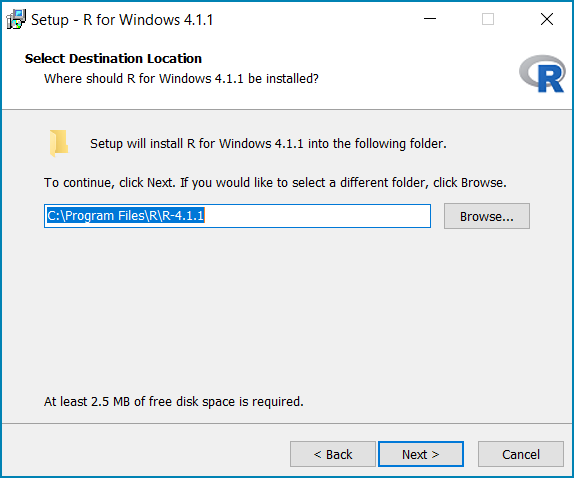 Setup - R for Windows 4.1.1
Select Destination Location
Where should R for Windows 4.1.1 be installed?
R
Setup will install R for Windows 4.1.1 into the following folder.
To continue, click Next. If you would like to select a different folder, click Browse.
C:\Program Files\R\R-4.1.1
Browse...
At least 2.5 MB of free disk space is required.
< Back
Next >
Cancel